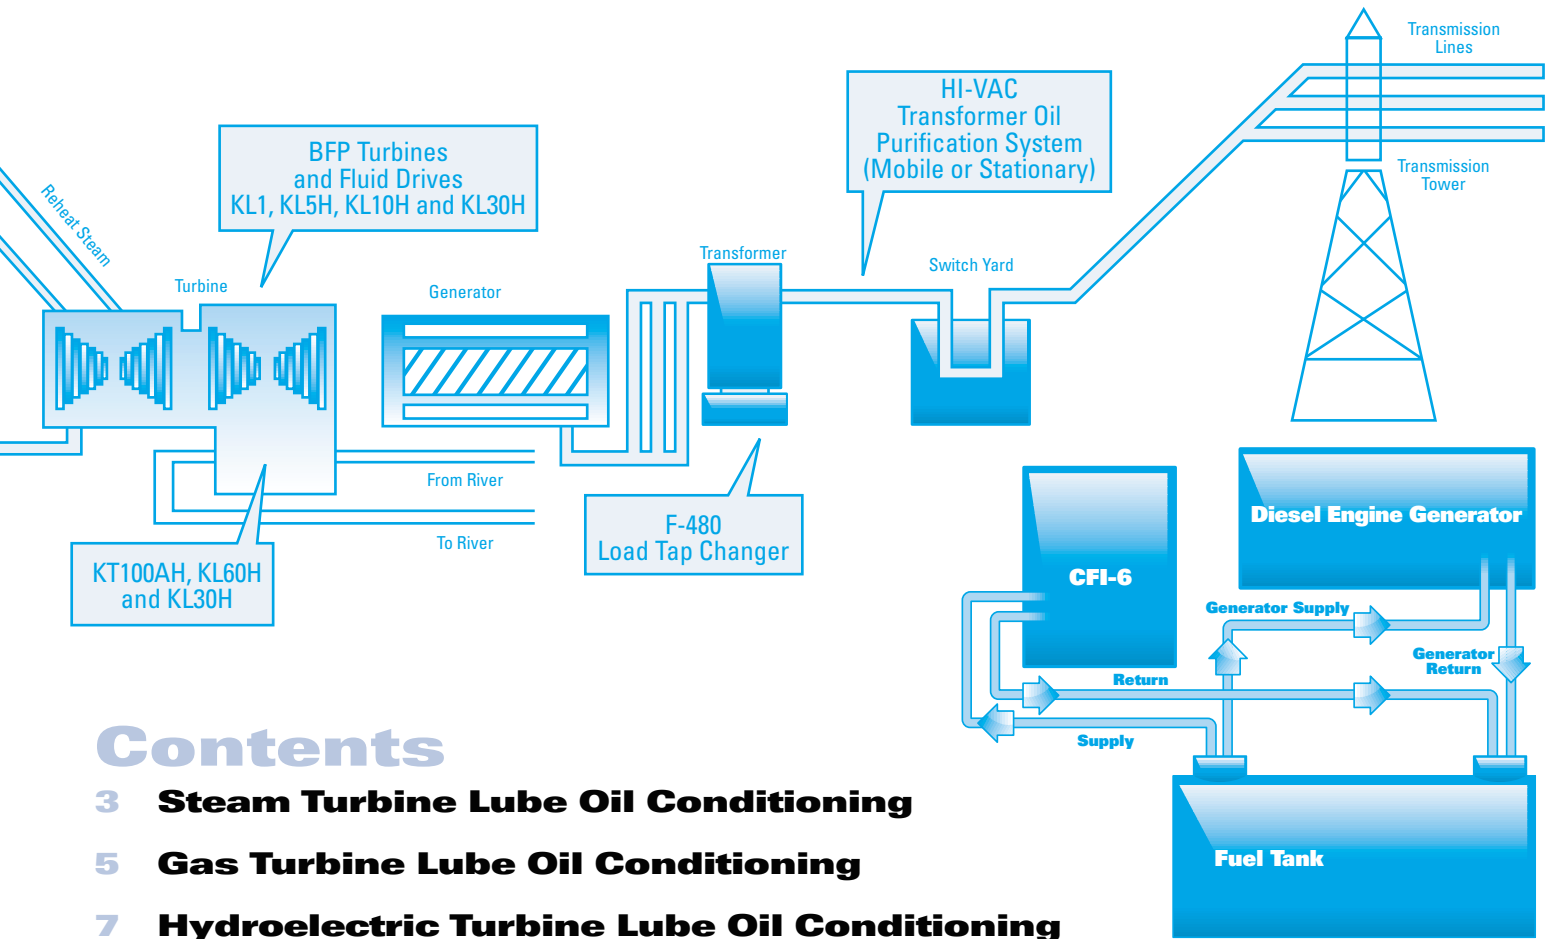 Transmission
Lines
HI-VAC
Transformer Oil
Purification System
(Mobile or Stationary)
BFP Turbines
and Fluid Drives
KL1, KL5H, KL10H and KL30H
Transmission
Tower
Reheat Steam
Transformer
Switch Yard
Turbine
Generator
From River
To River
F-480
Load Tap Changer
KT100AH, KL60H
and KL30H
Diesel Engine Generator
CFI-6
Generator Supply
Generator
Return
Return
Supply
Fuel Tank
Contents
3 Steam Turbine Lube Oil Conditioning
5 Gas Turbine Lube Oil Conditioning
7 Hydroelectric Turbine Lube Oil Conditioning